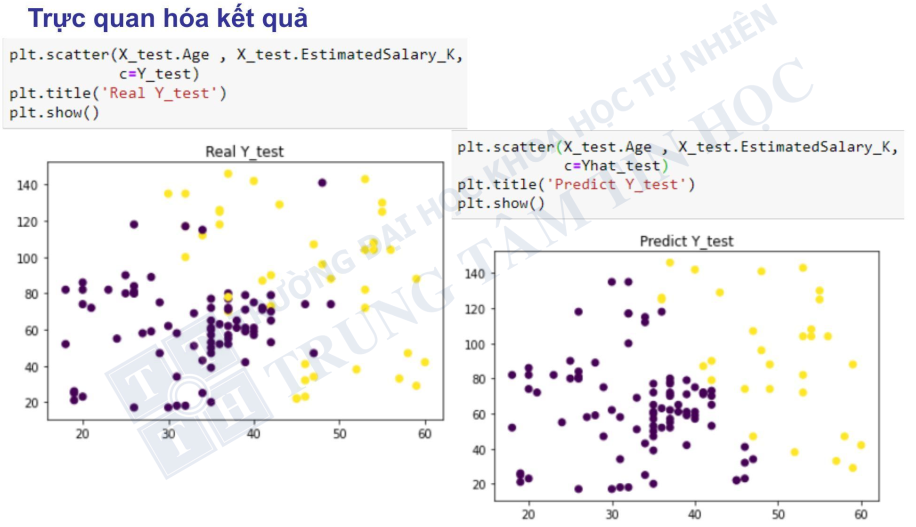 Trực quan hóa kết quả
plt.scatter(X_test.Age , X_test.EstimatedSalary_K,
c=Y_test)
plt.title('Real Y_test')
plt.show()
Real Y_test
140
120
100
80
60
40
20
20
30
40
50
60
plt.scatter(X_test.Age , X_test.EstimatedSalary_K,
c=Yhat_test)
plt.title('Predict Y_test')
plt.show()
Predict Y_test
140
120
100
80
60
40
20
20
30
40
50
60
TRƯỜNG ĐẠI HỌC KHOA HỌC TỰ NHIÊN
TRUNG TÂM TIN HỌC